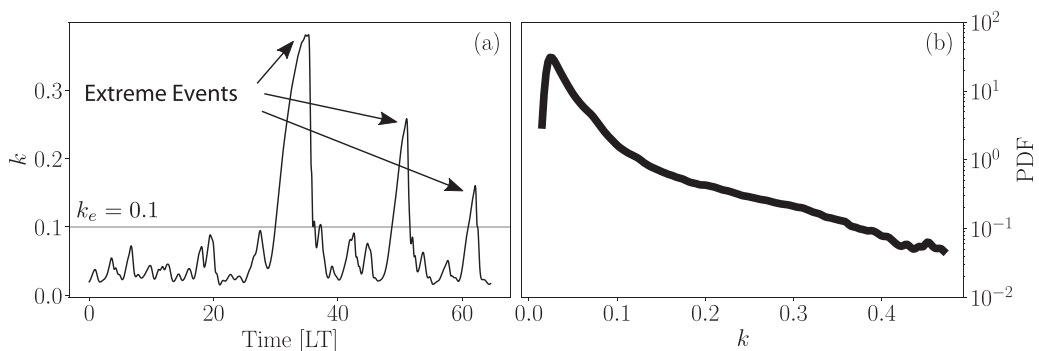 (a)
Extreme Events
k_e = 0.1
k
0.3
0.2
0.1
0.0
0
20
40
60
Time [LT]
(b)
10^2
10^1
10^0
10^{-1}
10^{-2}
PDF
0.0
0.1
0.2
0.3
0.4
k